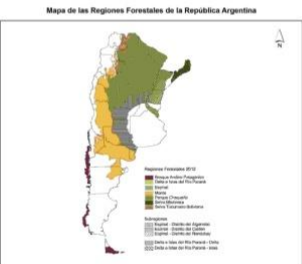 Mapa de las Regiones Forestales de la República Argentina
N
Regiones Forestales 2015
Bosque Andino Patagónico
Delta e Islas del Río Paraná
Espinal
Monte
Parque Chaqueño
Selva Misionera
Selva Tucumano Boliviana
Subregiones
Espinal - Distrito del Algarrobo
Espinal - Distrito del Caldén
Espinal - Distrito del Ñandubay
Delta e Islas del Río Paraná - Delta
Delta e Islas del Río Paraná - Islas